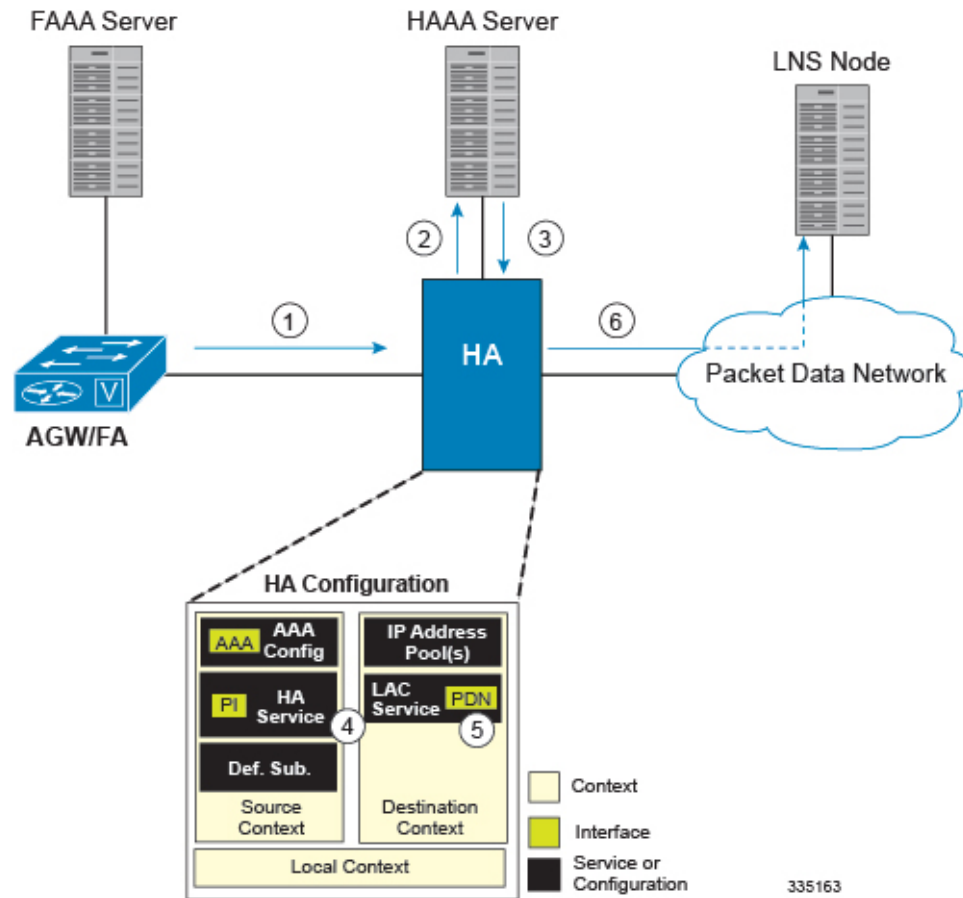 FAAA Server
HAAA Server
LNS Node
2
3
1
6
HA
Packet Data Network
V
AGW/FA
HA Configuration
AAA
AAA
Config
IP Address
Pool(s)
PI
HA
Service
4
LAC
Service
PDN
5
Def. Sub.
Source
Context
Destination
Context
Local Context
Context
Interface
Service or
Configuration
335163